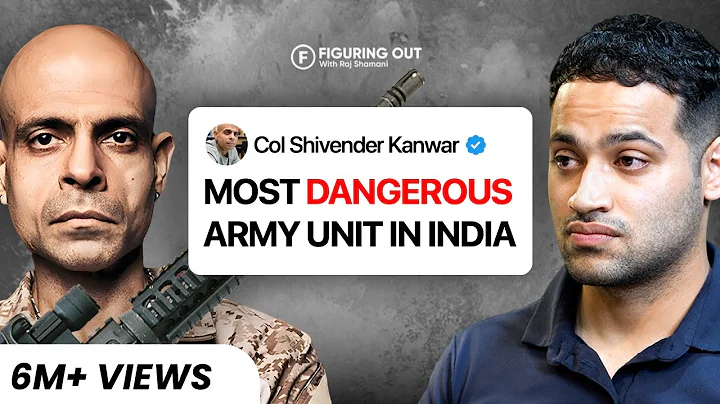 FIGURING OUT
With Raj Shamani
Col Shivender Kanwar
MOST DANGEROUS
ARMY UNIT IN INDIA
6M+ VIEWS